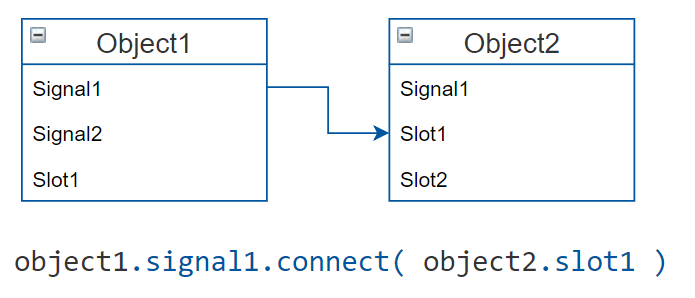 Object1
Signal1
Signal2
Slot1
Object2
Signal1
Slot1
Slot2
object1.signal1.connect( object2.slot1 )